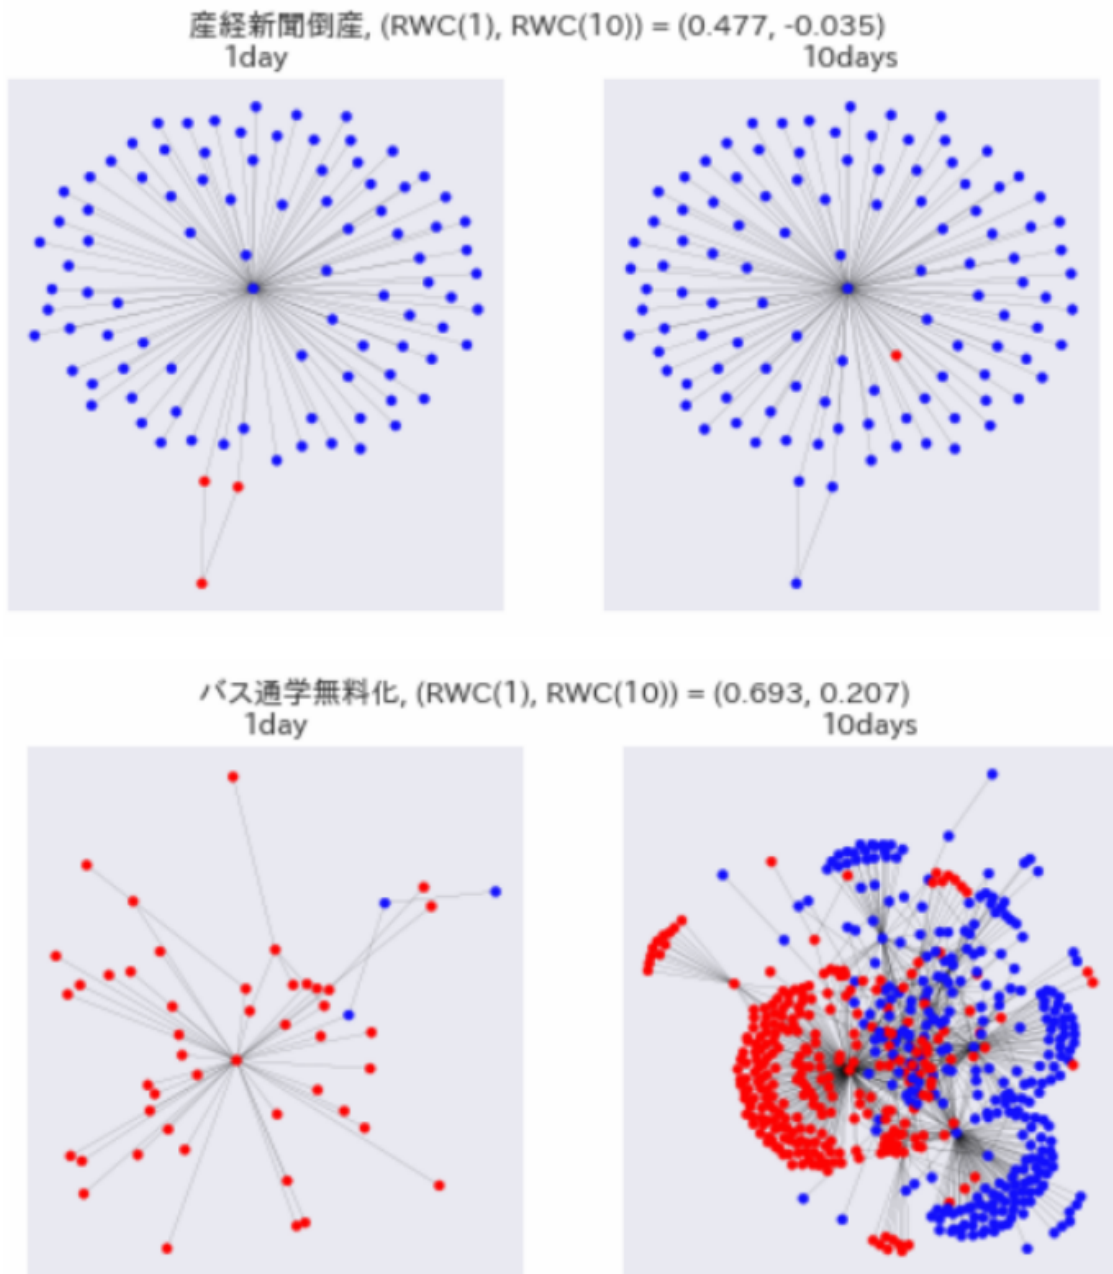 産経新聞倒産, (RWC(1), RWC(10)) = (0.477, -0.035)
1day
10days
バス通学無料化, (RWC(1), RWC(10)) = (0.693, 0.207)
1day
10days